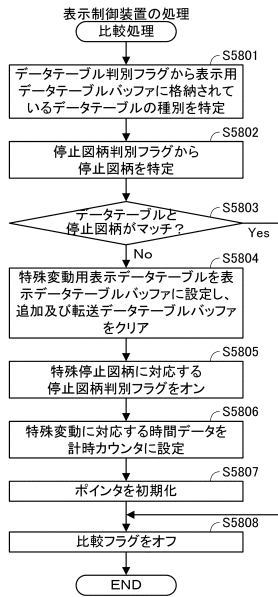 表示制御装置の処理
比較処理
S5801
データテーブル判別フラグから表示用
データテーブルバッファに格納されて
いるデータテーブルの種別を特定
S5802
停止図柄判別フラグから
停止図柄を特定
S5803
データテーブルと
停止図柄がマッチ？
Yes
No
S5804
特殊変動用表示データテーブルを表
示データテーブルバッファに設定し、
追加及び転送データテーブルバッファ
をクリア
S5805
特殊停止図柄に対応する
停止図柄判別フラグをオン
S5806
特殊変動に対応する時間データを
計時カウンタに設定
S5807
ポインタを初期化
S5808
比較フラグをオフ
END